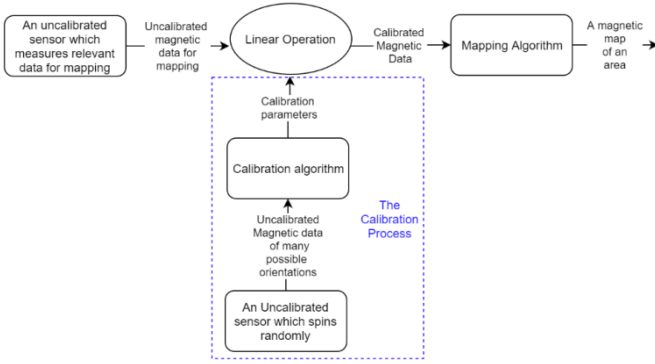 An uncalibrated
sensor which
measures relevant
data for mapping
Uncalibrated
magnetic
data for
mapping
Linear Operation
Calibrated
Magnetic
Data
Mapping Algorithm
A magnetic
map
of an
area
Calibration
parameters
Calibration algorithm
The
Calibration
Process
Uncalibrated
Magnetic data
of many
possible
orientations
An Uncalibrated
sensor which spins
randomly